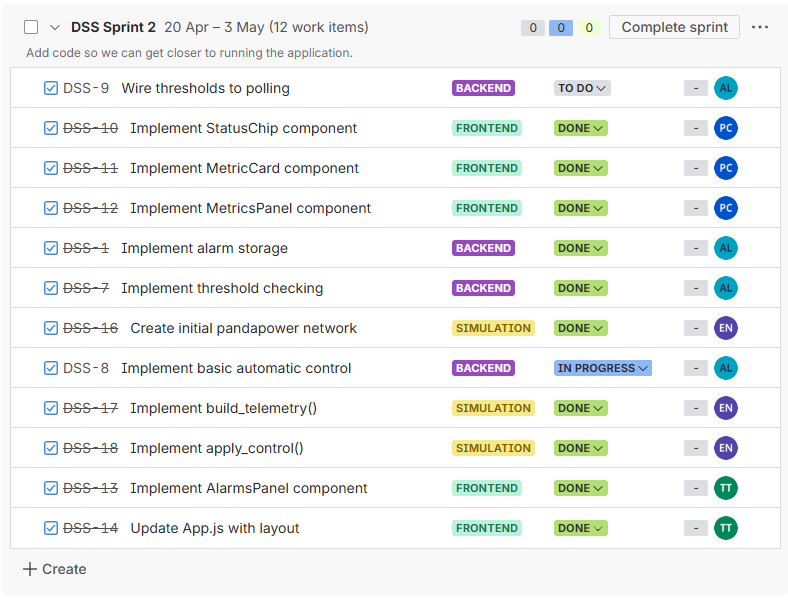 DSS Sprint 2 20 Apr – 3 May (12 work items) 0 0 0 Complete sprint
Add code so we can get closer to running the application.
DSS-9 Wire thresholds to polling BACKEND TO DO - AL
DSS-10 Implement StatusChip component FRONTEND DONE - PC
DSS-11 Implement MetricCard component FRONTEND DONE - PC
DSS-12 Implement MetricsPanel component FRONTEND DONE - PC
DSS-1 Implement alarm storage BACKEND DONE - AL
DSS-7 Implement threshold checking BACKEND DONE - AL
DSS-16 Create initial pandapower network SIMULATION DONE - EN
DSS-8 Implement basic automatic control BACKEND IN PROGRESS - AL
DSS-17 Implement build_telemetry() SIMULATION DONE - EN
DSS-18 Implement apply_control() SIMULATION DONE - EN
DSS-13 Implement AlarmsPanel component FRONTEND DONE - TT
DSS-14 Update App.js with layout FRONTEND DONE - TT
+ Create